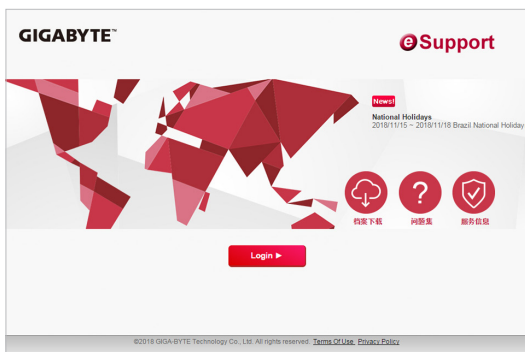 GIGABYTE™
eSupport
News!
National Holidays
2018/11/15 ~ 2018/11/18 Brazil National Holiday
档案下载
问题集
服务信息
Login ►
©2018 GIGA-BYTE Technology Co., Ltd. All rights reserved. Terms Of Use Privacy Policy